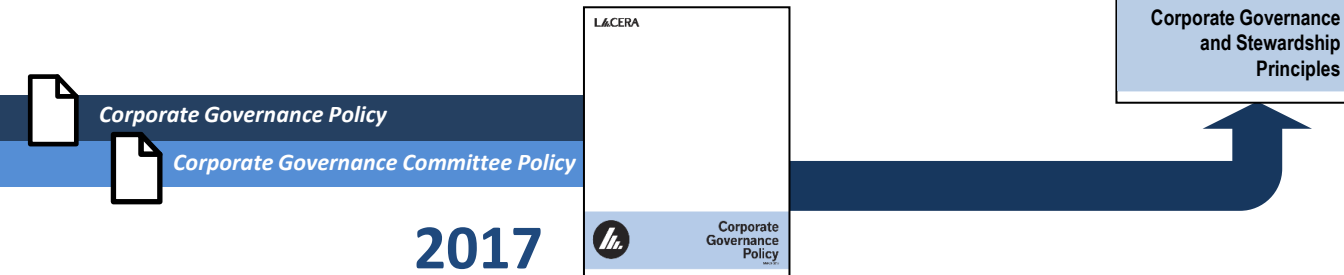 LACERA
Corporate Governance
and Stewardship
Principles
Corporate Governance Policy
Corporate Governance Committee Policy
2017
Corporate
Governance
Policy